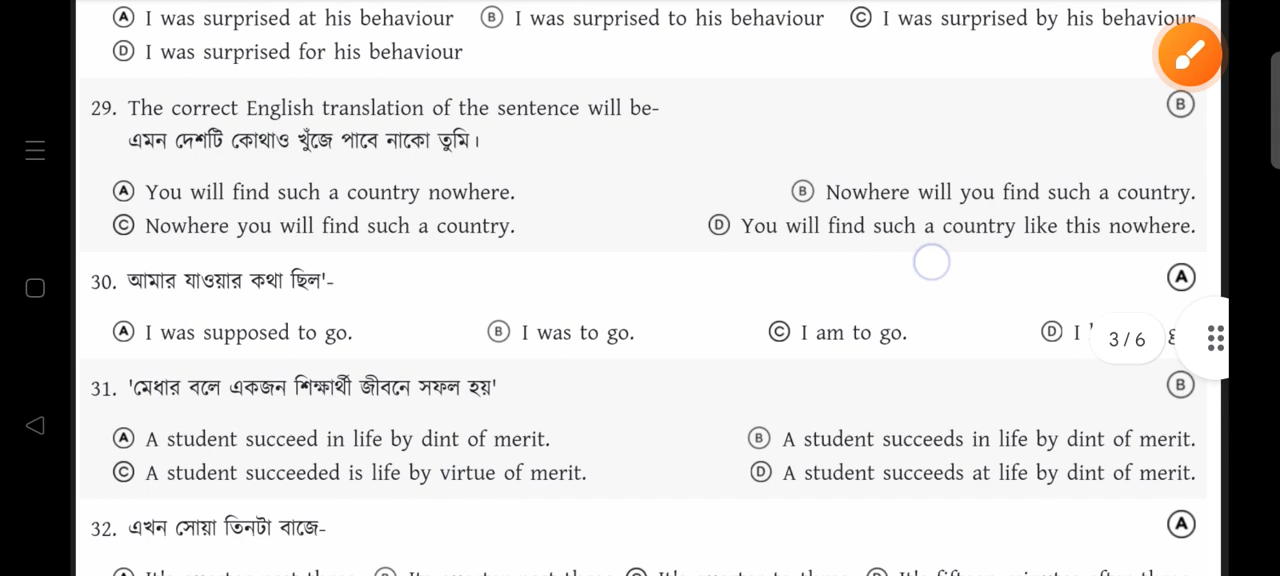 Ⓐ I was surprised at his behaviour Ⓑ I was surprised to his behaviour Ⓒ I was surprised by his behaviour
Ⓓ I was surprised for his behaviour
29. The correct English translation of the sentence will be- Ⓑ
এমন দেশটি কোথাও খুঁজে পাবে নাকো তুমি।
Ⓐ You will find such a country nowhere. Ⓑ Nowhere will you find such a country.
Ⓒ Nowhere you will find such a country. Ⓓ You will find such a country like this nowhere.
30. আমার যাওয়ার কথা ছিল'- Ⓐ
Ⓐ I was supposed to go. Ⓑ I was to go. Ⓒ I am to go. Ⓓ I
3 / 6
31. 'মেধার বলে একজন শিক্ষার্থী জীবনে সফল হয়' Ⓑ
Ⓐ A student succeed in life by dint of merit. Ⓑ A student succeeds in life by dint of merit.
Ⓒ A student succeeded is life by virtue of merit. Ⓓ A student succeeds at life by dint of merit.
32. এখন সোয়া তিনটা বাজে- Ⓐ